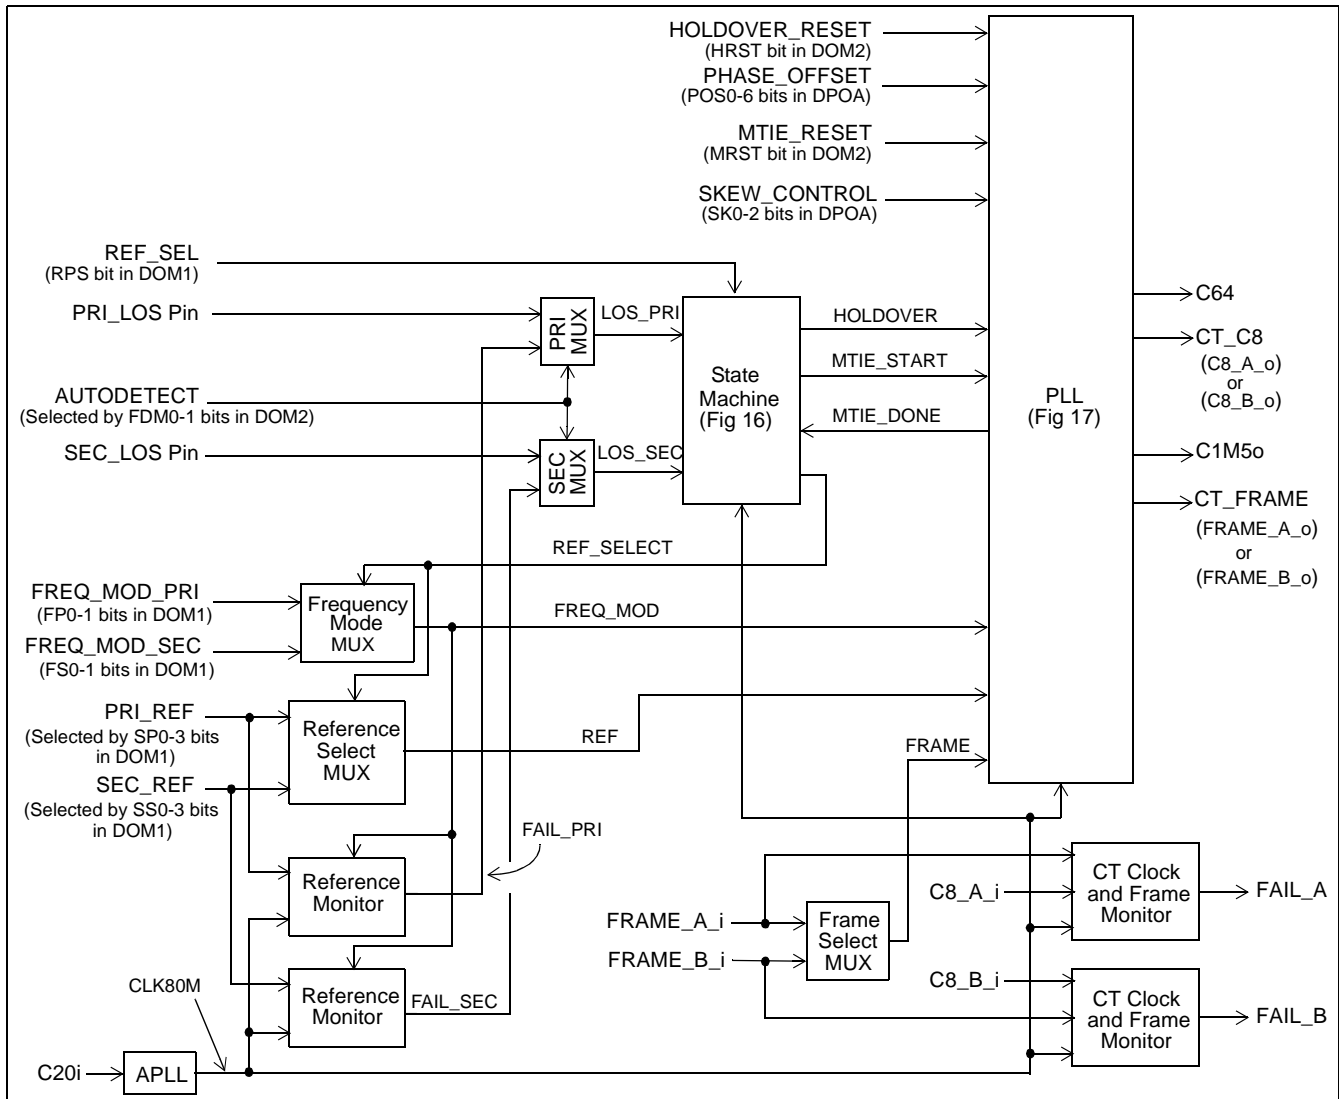 HOLDOVER_RESET
(HRST bit in DOM2)
PHASE_OFFSET
(POS0-6 bits in DPOA)
MTIE_RESET
(MRST bit in DOM2)
SKEW_CONTROL
(SK0-2 bits in DPOA)
REF_SEL
(RPS bit in DOM1)
PRI_LOS Pin
AUTODETECT
(Selected by FDM0-1 bits in DOM2)
SEC_LOS Pin
PRI
MUX
LOS_PRI
SEC
MUX
LOS_SEC
State
Machine
(Fig 16)
HOLDOVER
MTIE_START
MTIE_DONE
PLL
(Fig 17)
C64
CT_C8
(C8_A_o)
or
(C8_B_o)
C1M5o
CT_FRAME
(FRAME_A_o)
or
(FRAME_B_o)
REF_SELECT
FREQ_MOD_PRI
(FP0-1 bits in DOM1)
FREQ_MOD_SEC
(FS0-1 bits in DOM1)
Frequency
Mode
MUX
FREQ_MOD
PRI_REF
(Selected by SP0-3 bits
in DOM1)
SEC_REF
(Selected by SS0-3 bits
in DOM1)
Reference
Select
MUX
REF
FRAME
FAIL_PRI
Reference
Monitor
Reference
Monitor
FAIL_SEC
CLK80M
C20i
APLL
FRAME_A_i
FRAME_B_i
Frame
Select
MUX
C8_A_i
CT Clock
and Frame
Monitor
FAIL_A
C8_B_i
CT Clock
and Frame
Monitor
FAIL_B